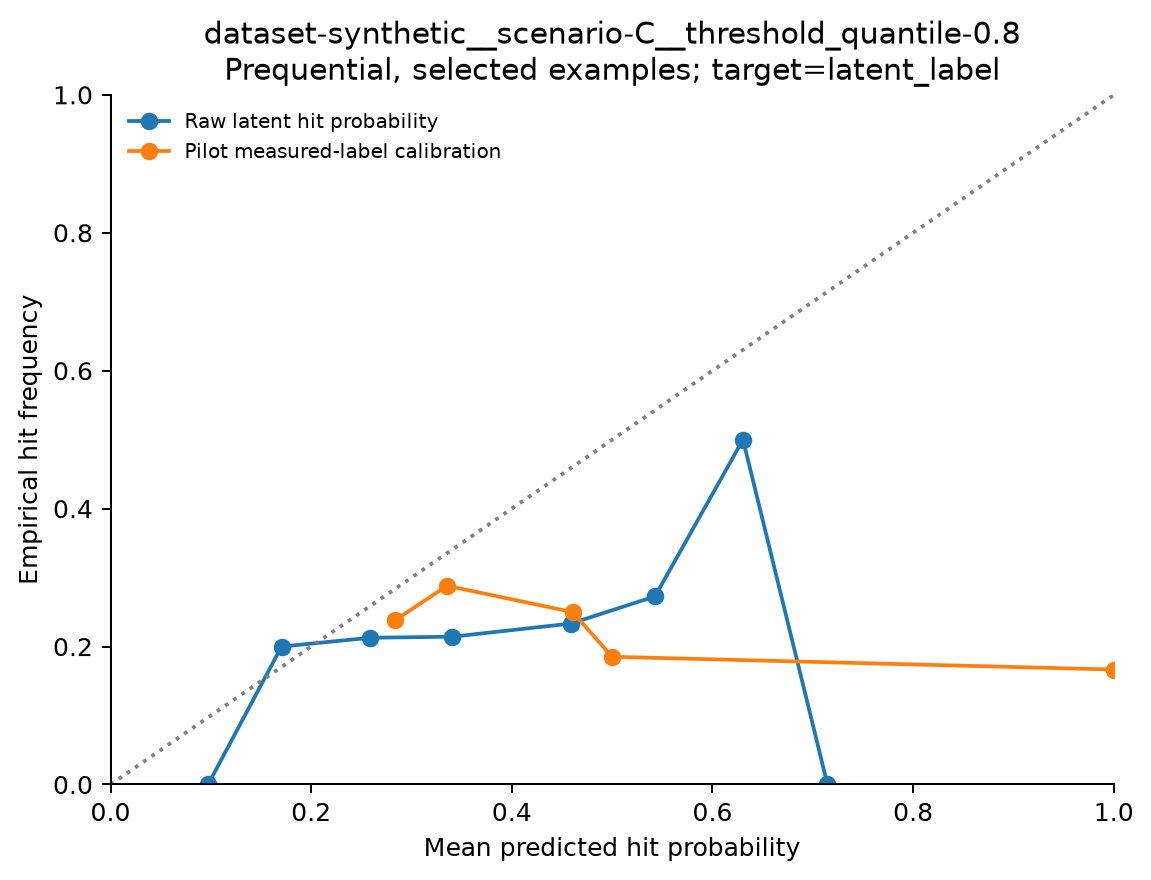 dataset-synthetic__scenario-C__threshold_quantile-0.8
Prequential, selected examples; target=latent_label
Raw latent hit probability
Pilot measured-label calibration
1.0
0.8
0.6
0.4
0.2
0.0
Empirical hit frequency
0.0 0.2 0.4 0.6 0.8 1.0
Mean predicted hit probability